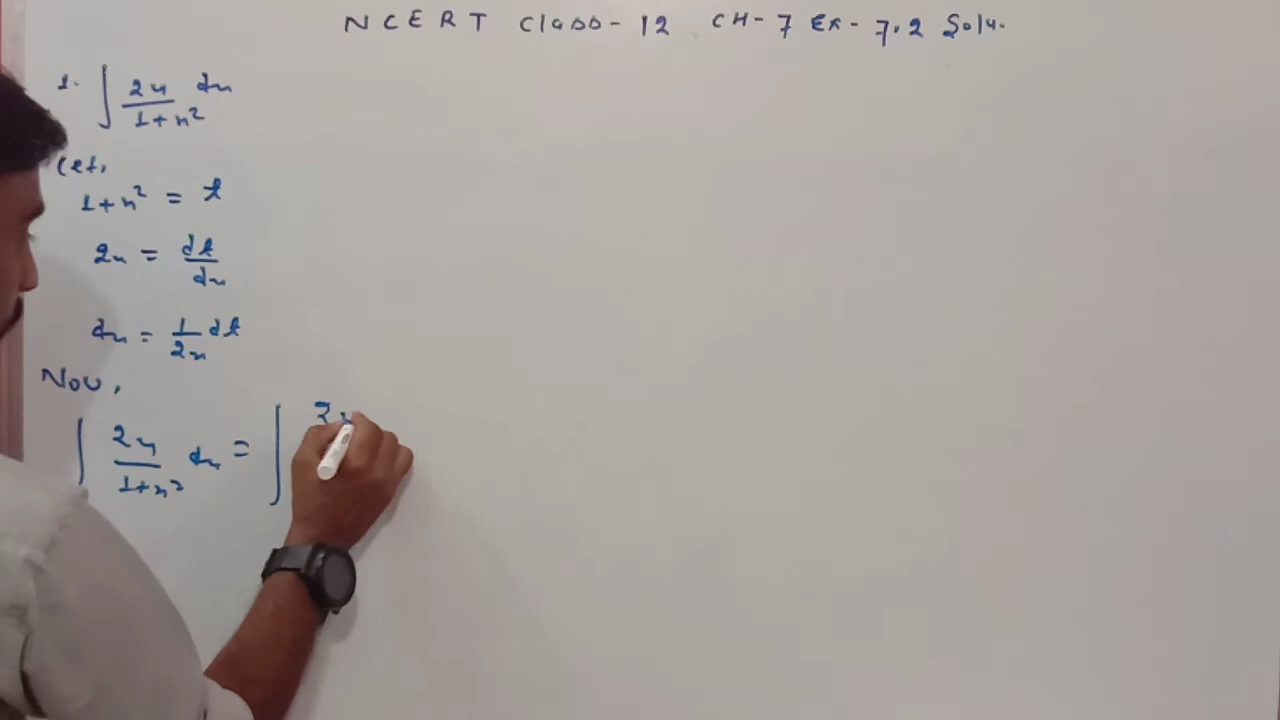 NCERT Class-12 CH-7 Ex-7.2 Solu.
1. ∫ 2x/(1+x²) dx
Let,
1+x² = t
2x = dt/dx
dx = 1/2x dt
Now,
∫ 2x/(1+x²) dx = ∫ 2x